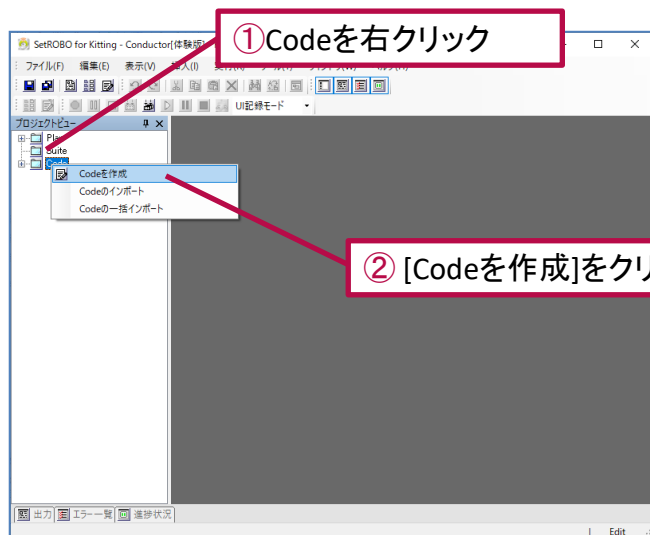 ①Codeを右クリック
SetROBO for Kitting - Conductor[体験版]
ファイル(F) 編集(E) 表示(V)
UI記録モード
プロジェクトビュー
Suite
Code
Codeを作成
Codeのインポート
Codeの一括インポート
② [Codeを作成]をクリ
出力 エラー一覧 進捗状況
Edit